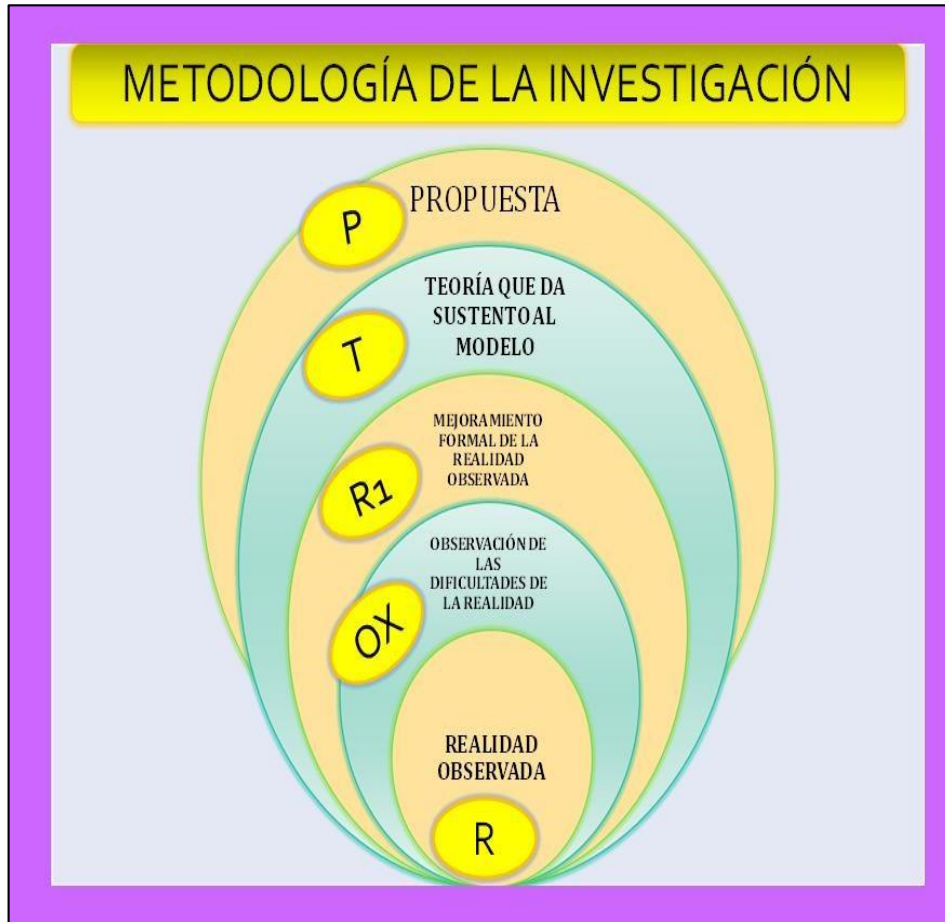 METODOLOGÍA DE LA INVESTIGACIÓN
P
PROPUESTA
T
TEORÍA QUE DA
SUSTENTO AL
MODELO
R1
MEJORAMIENTO
FORMAL DE LA
REALIDAD
OBSERVADA
OX
OBSERVACIÓN DE
LAS
DIFICULTADES DE
LA REALIDAD
REALIDAD
OBSERVADA
R